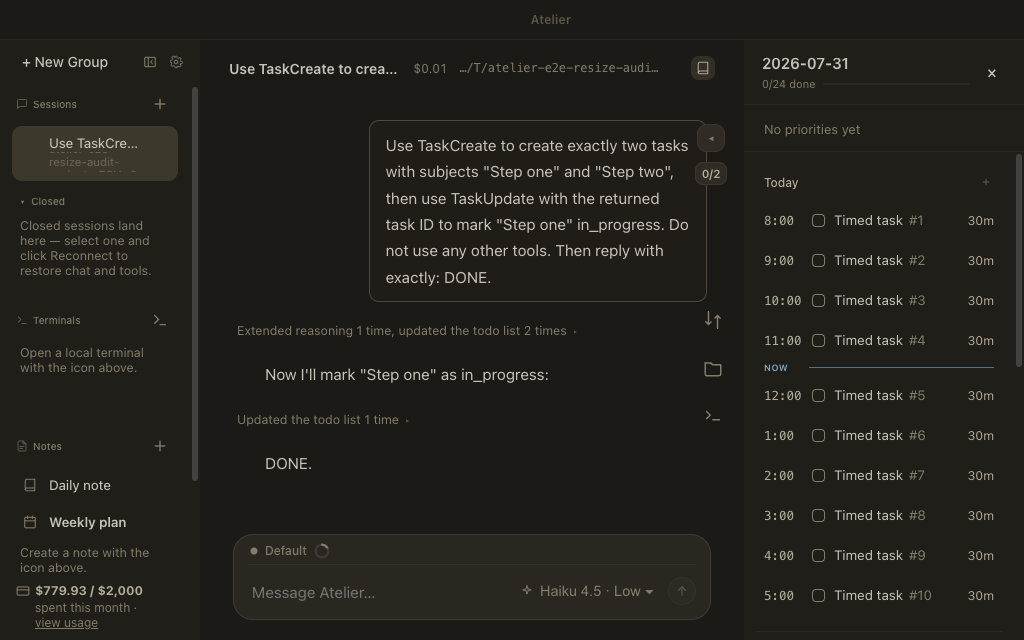 Atelier
+ New Group
Sessions
Use TaskCre...
resize-audit-
Closed
Closed sessions land
here — select one and
click Reconnect to
restore chat and tools.
Terminals
Open a local terminal
with the icon above.
Notes
Daily note
Weekly plan
Create a note with the
icon above.
$779.93 / $2,000
spent this month ·
view usage
Use TaskCreate to crea... $0.01 …/T/atelier-e2e-resize-audi…
Use TaskCreate to create exactly two tasks
with subjects "Step one" and "Step two",
then use TaskUpdate with the returned
task ID to mark "Step one" in_progress. Do
not use any other tools. Then reply with
exactly: DONE.
0/2
Extended reasoning 1 time, updated the todo list 2 times
Now I'll mark "Step one" as in_progress:
Updated the todo list 1 time
DONE.
Default
Message Atelier...
Haiku 4.5 · Low
2026-07-31
0/24 done
No priorities yet
Today
8:00 Timed task #1 30m
9:00 Timed task #2 30m
10:00 Timed task #3 30m
11:00 Timed task #4 30m
NOW
12:00 Timed task #5 30m
1:00 Timed task #6 30m
2:00 Timed task #7 30m
3:00 Timed task #8 30m
4:00 Timed task #9 30m
5:00 Timed task #10 30m